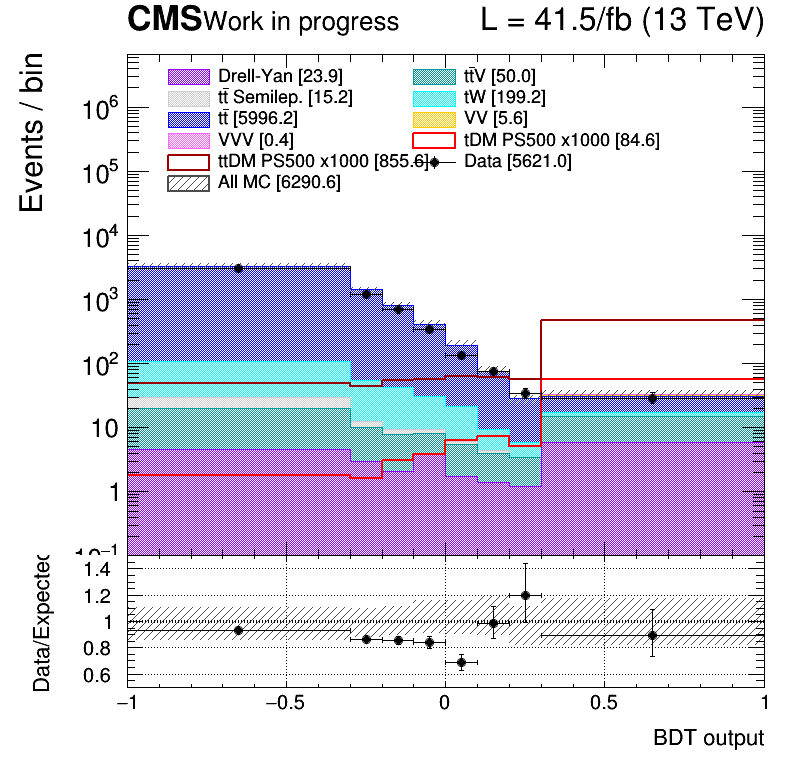 CMS Work in progress L = 41.5/fb (13 TeV)
Events / bin
Drell-Yan [23.9] tt̄V [50.0]
tt̄ Semilep. [15.2] tW [199.2]
tt̄ [5996.2] VV [5.6]
VVV [0.4] tDM PS500 x1000 [84.6]
ttDM PS500 x1000 [855.6] Data [5621.0]
All MC [6290.6]
10⁶
10⁵
10⁴
10³
10²
10
1
10⁻¹
Data/Expected
1.4
1.2
1
0.8
0.6
−1 −0.5 0 0.5 1
BDT output